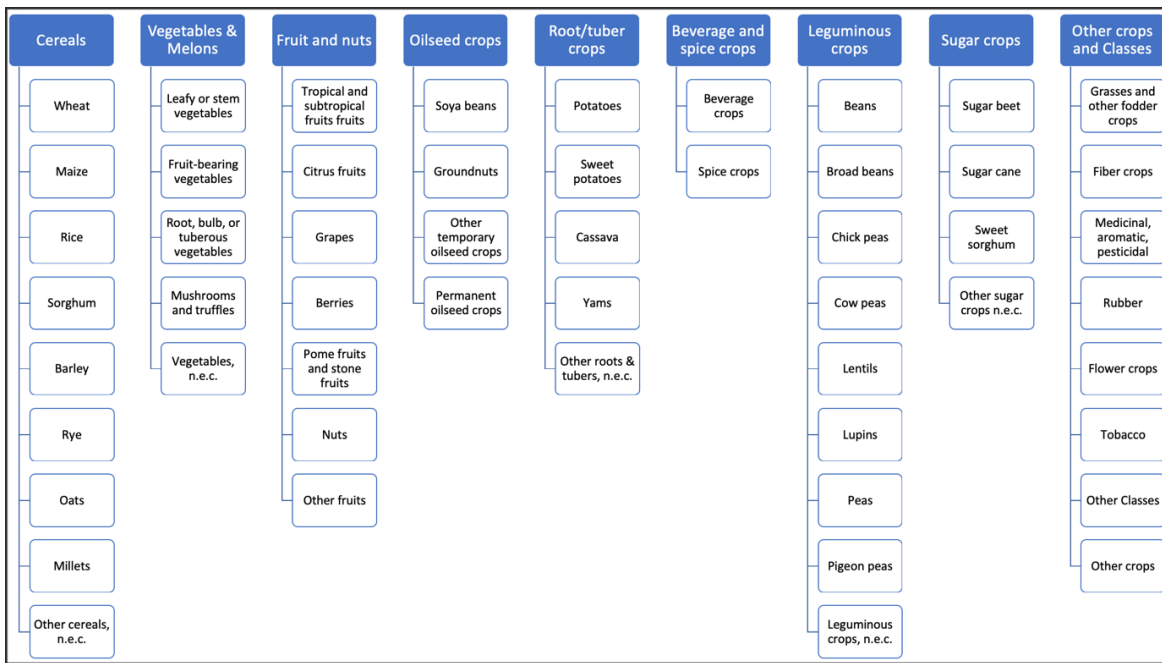 Cereals
Wheat
Maize
Rice
Sorghum
Barley
Rye
Oats
Millets
Other cereals,
n.e.c.
Vegetables &
Melons
Leafy or stem
vegetables
Fruit-bearing
vegetables
Root, bulb, or
tuberous
vegetables
Mushrooms
and truffles
Vegetables,
n.e.c.
Fruit and nuts
Tropical and
subtropical
fruits fruits
Citrus fruits
Grapes
Berries
Pome fruits
and stone
fruits
Nuts
Other fruits
Oilseed crops
Soya beans
Groundnuts
Other
temporary
oilseed crops
Permanent
oilseed crops
Root/tuber
crops
Potatoes
Sweet
potatoes
Cassava
Yams
Other roots &
tubers, n.e.c.
Beverage and
spice crops
Beverage
crops
Spice crops
Leguminous
crops
Beans
Broad beans
Chick peas
Cow peas
Lentils
Lupins
Peas
Pigeon peas
Leguminous
crops, n.e.c.
Sugar crops
Sugar beet
Sugar cane
Sweet
sorghum
Other sugar
crops n.e.c.
Other crops
and Classes
Grasses and
other fodder
crops
Fiber crops
Medicinal,
aromatic,
pesticidal
Rubber
Flower crops
Tobacco
Other Classes
Other crops